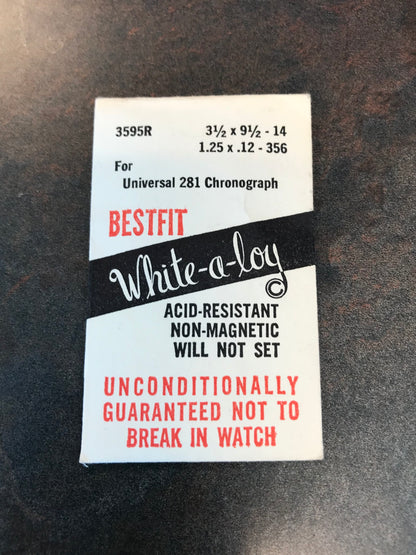 3595R 3½ x 9½ - 14
1.25 x .12 - 356
For
Universal 281 Chronograph
BESTFIT
White-a-loy
©
ACID-RESISTANT
NON-MAGNETIC
WILL NOT SET
UNCONDITIONALLY
GUARANTEED NOT TO
BREAK IN WATCH